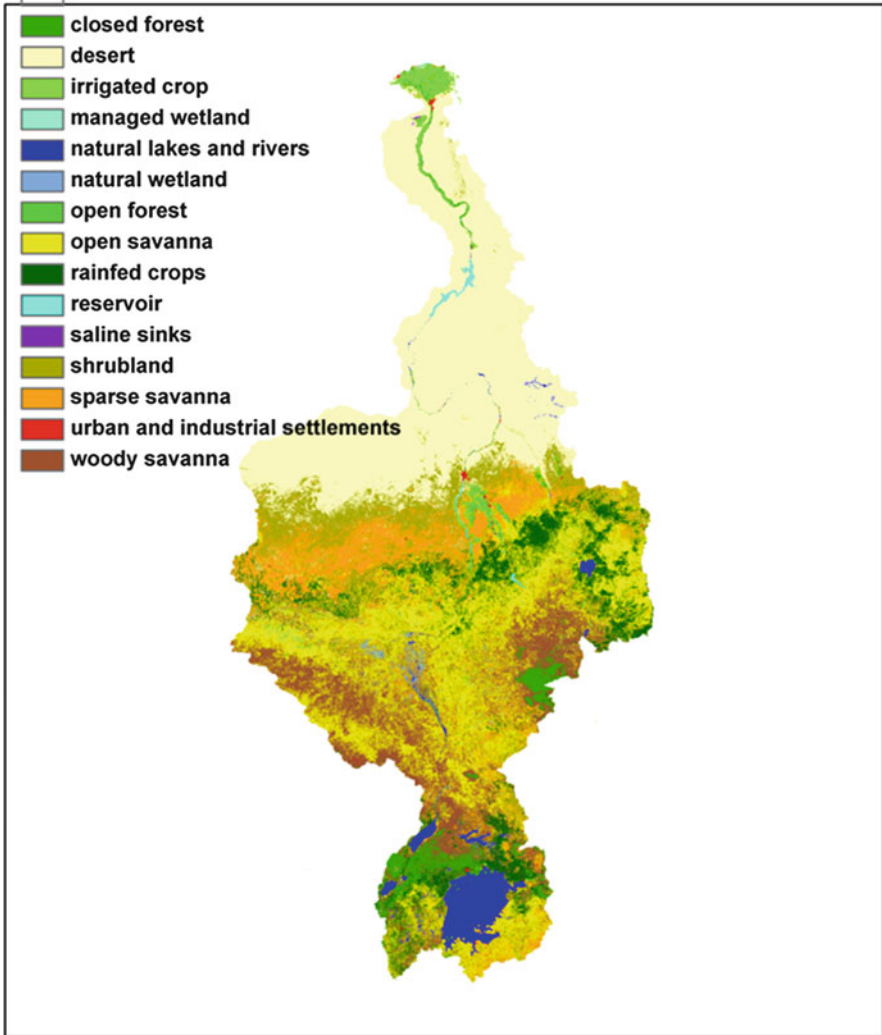 closed forest
desert
irrigated crop
managed wetland
natural lakes and rivers
natural wetland
open forest
open savanna
rainfed crops
reservoir
saline sinks
shrubland
sparse savanna
urban and industrial settlements
woody savanna